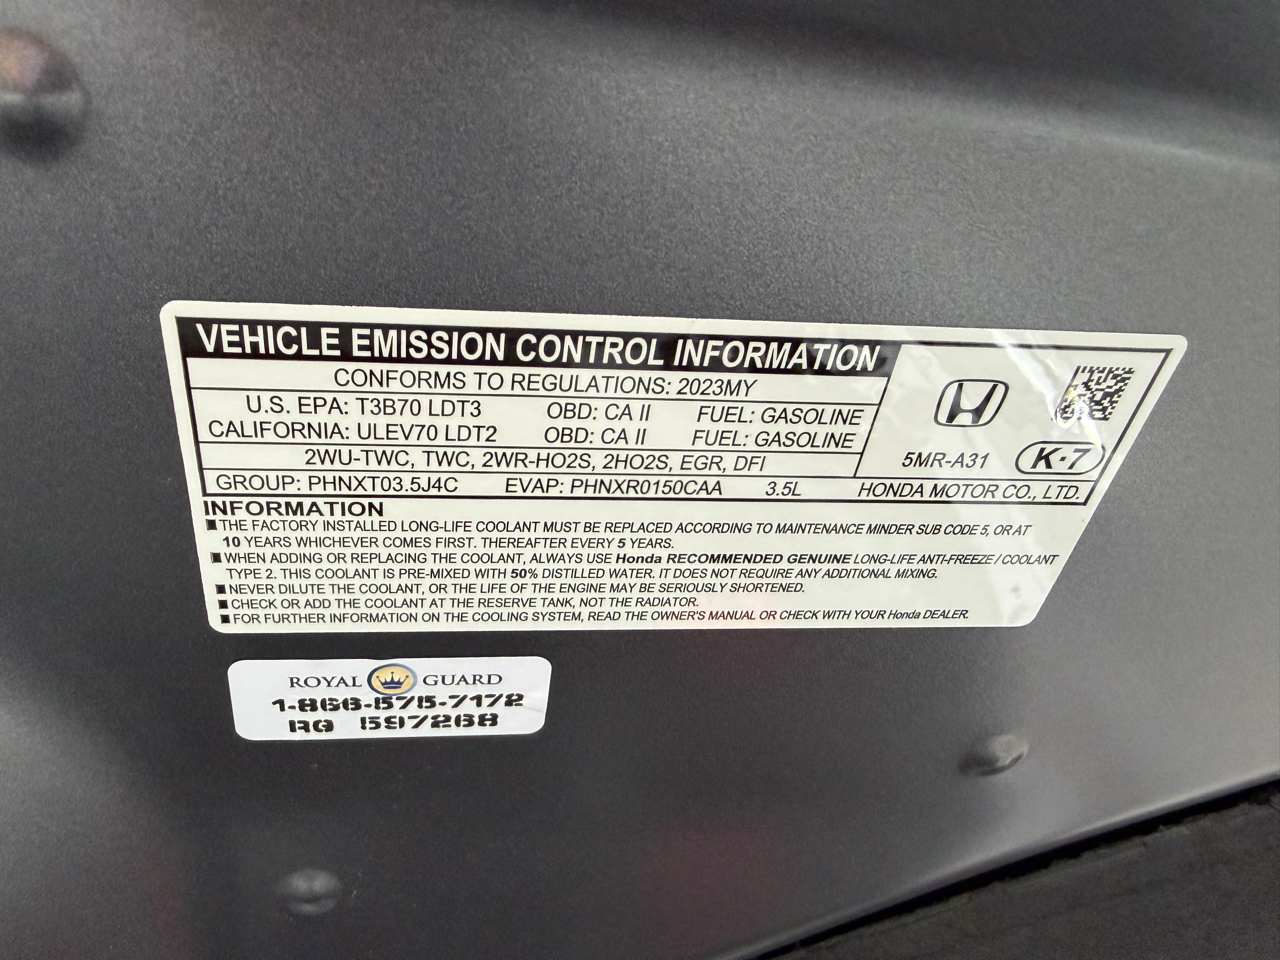 VEHICLE EMISSION CONTROL INFORMATION
CONFORMS TO REGULATIONS: 2023MY
U.S. EPA: T3B70 LDT3 OBD: CA II FUEL: GASOLINE
CALIFORNIA: ULEV70 LDT2 OBD: CA II FUEL: GASOLINE
2WU-TWC, TWC, 2WR-HO2S, 2HO2S, EGR, DFI
5MR-A31 K-7
GROUP: PHNXT03.5J4C EVAP: PHNXR0150CAA 3.5L HONDA MOTOR CO., LTD.
INFORMATION
■ THE FACTORY INSTALLED LONG-LIFE COOLANT MUST BE REPLACED ACCORDING TO MAINTENANCE MINDER SUB CODE 5, OR AT
10 YEARS WHICHEVER COMES FIRST. THEREAFTER EVERY 5 YEARS.
■ WHEN ADDING OR REPLACING THE COOLANT, ALWAYS USE Honda RECOMMENDED GENUINE LONG-LIFE ANTI-FREEZE / COOLANT
TYPE 2. THIS COOLANT IS PRE-MIXED WITH 50% DISTILLED WATER. IT DOES NOT REQUIRE ANY ADDITIONAL MIXING.
■ NEVER DILUTE THE COOLANT, OR THE LIFE OF THE ENGINE MAY BE SERIOUSLY SHORTENED.
■ CHECK OR ADD THE COOLANT AT THE RESERVE TANK, NOT THE RADIATOR.
■ FOR FURTHER INFORMATION ON THE COOLING SYSTEM, READ THE OWNER'S MANUAL OR CHECK WITH YOUR Honda DEALER.
ROYAL GUARD
1-866-575-7172
RG 597268